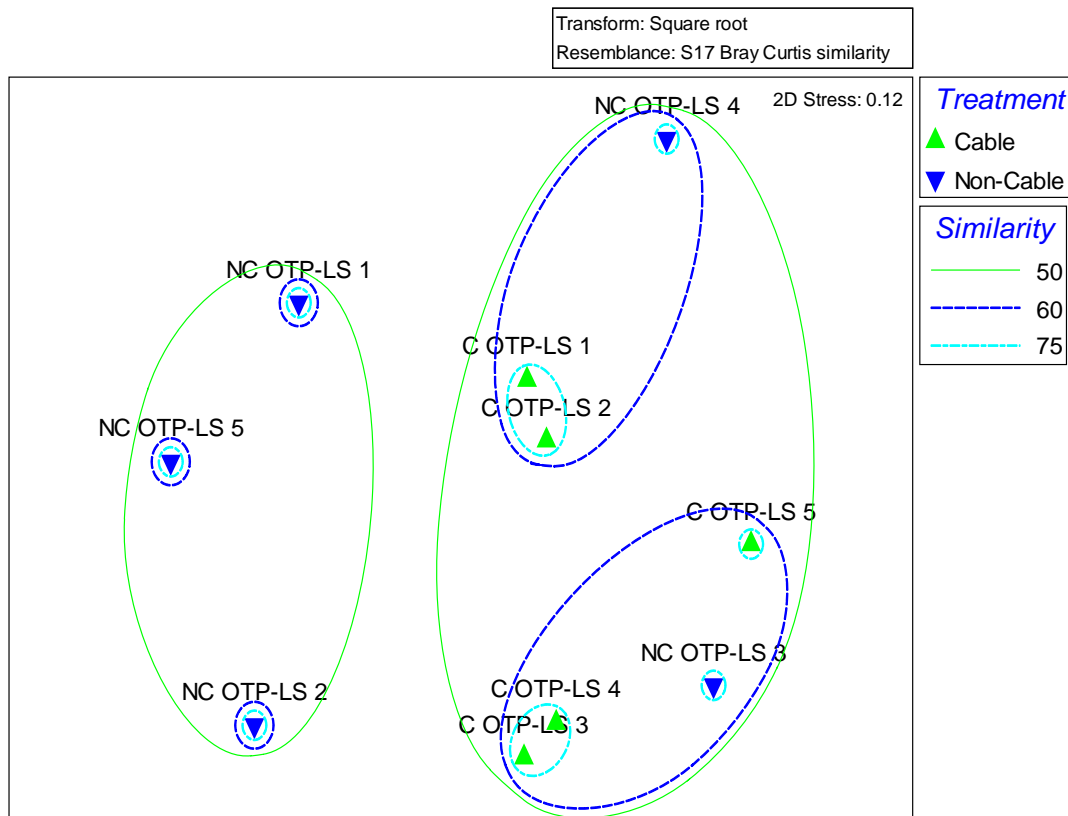 Transform: Square root
Resemblance: S17 Bray Curtis similarity
2D Stress: 0.12
NC OTP-LS 4
NC OTP-LS 1
C OTP-LS 1
C OTP-LS 2
NC OTP-LS 5
C OTP-LS 5
NC OTP-LS 3
NC OTP-LS 2
C OTP-LS 4
C OTP-LS 3
Treatment
Cable
Non-Cable
Similarity
50
60
75